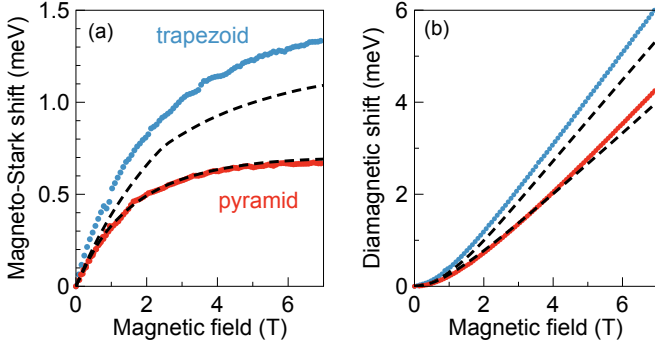 (a)
trapezoid
pyramid
Magneto-Stark shift (meV)
1.5
1.0
0.5
0
0
2
4
6
Magnetic field (T)
(b)
Diamagnetic shift (meV)
6
4
2
0
0
2
4
6
Magnetic field (T)